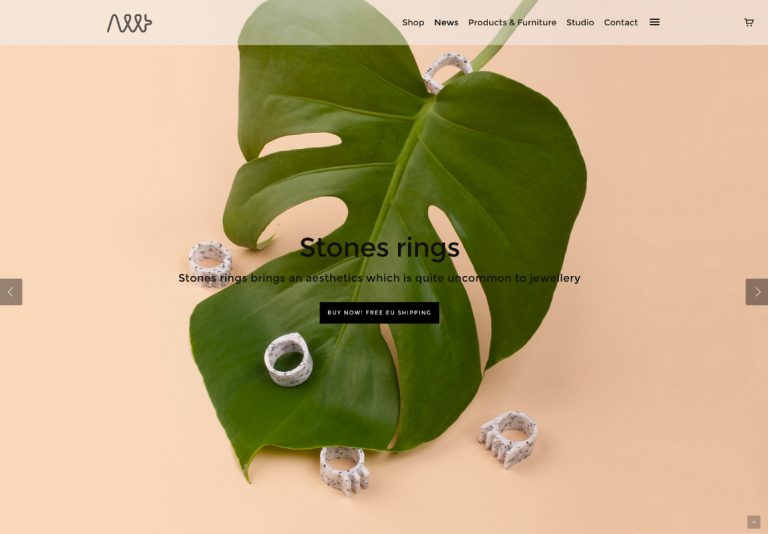 Shop News Products & Furniture Studio Contact
Stones rings
Stones rings brings an aesthetics which is quite uncommon to jewellery
BUY NOW! FREE EU SHIPPING